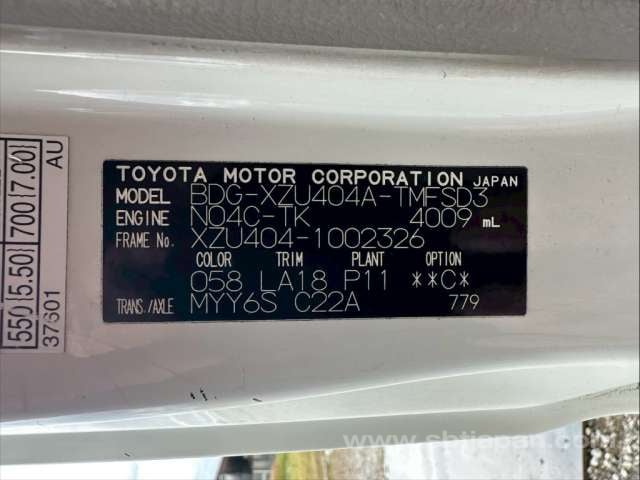 TOYOTA MOTOR CORPORATION JAPAN
MODEL BDG-XZU404A-TMFSD3
ENGINE N04C-TK 4009 mL
FRAME No. XZU404-1002326
COLOR TRIM PLANT OPTION
058 LA18 P11 **C*
TRANS./AXLE MYY6S C22A 779
550(5.50) 700(7.00)
37601 AU
www.sbtjapan.com